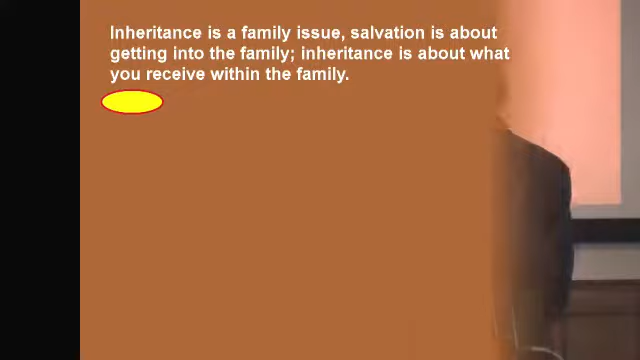 Inheritance is a family issue, salvation is about
getting into the family; inheritance is about what
you receive within the family.